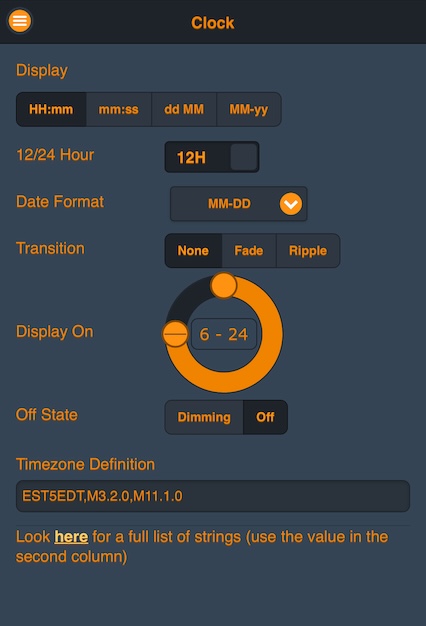 Clock
Display
HH:mm mm:ss dd MM MM-yy
12/24 Hour 12H
Date Format MM-DD
Transition None Fade Ripple
Display On 6 - 24
Off State Dimming Off
Timezone Definition
EST5EDT,M3.2.0,M11.1.0
Look here for a full list of strings (use the value in the
second column)